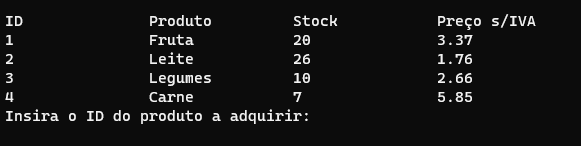 ID Produto Stock Preço s/IVA
1 Fruta 20 3.37
2 Leite 26 1.76
3 Legumes 10 2.66
4 Carne 7 5.85
Insira o ID do produto a adquirir: